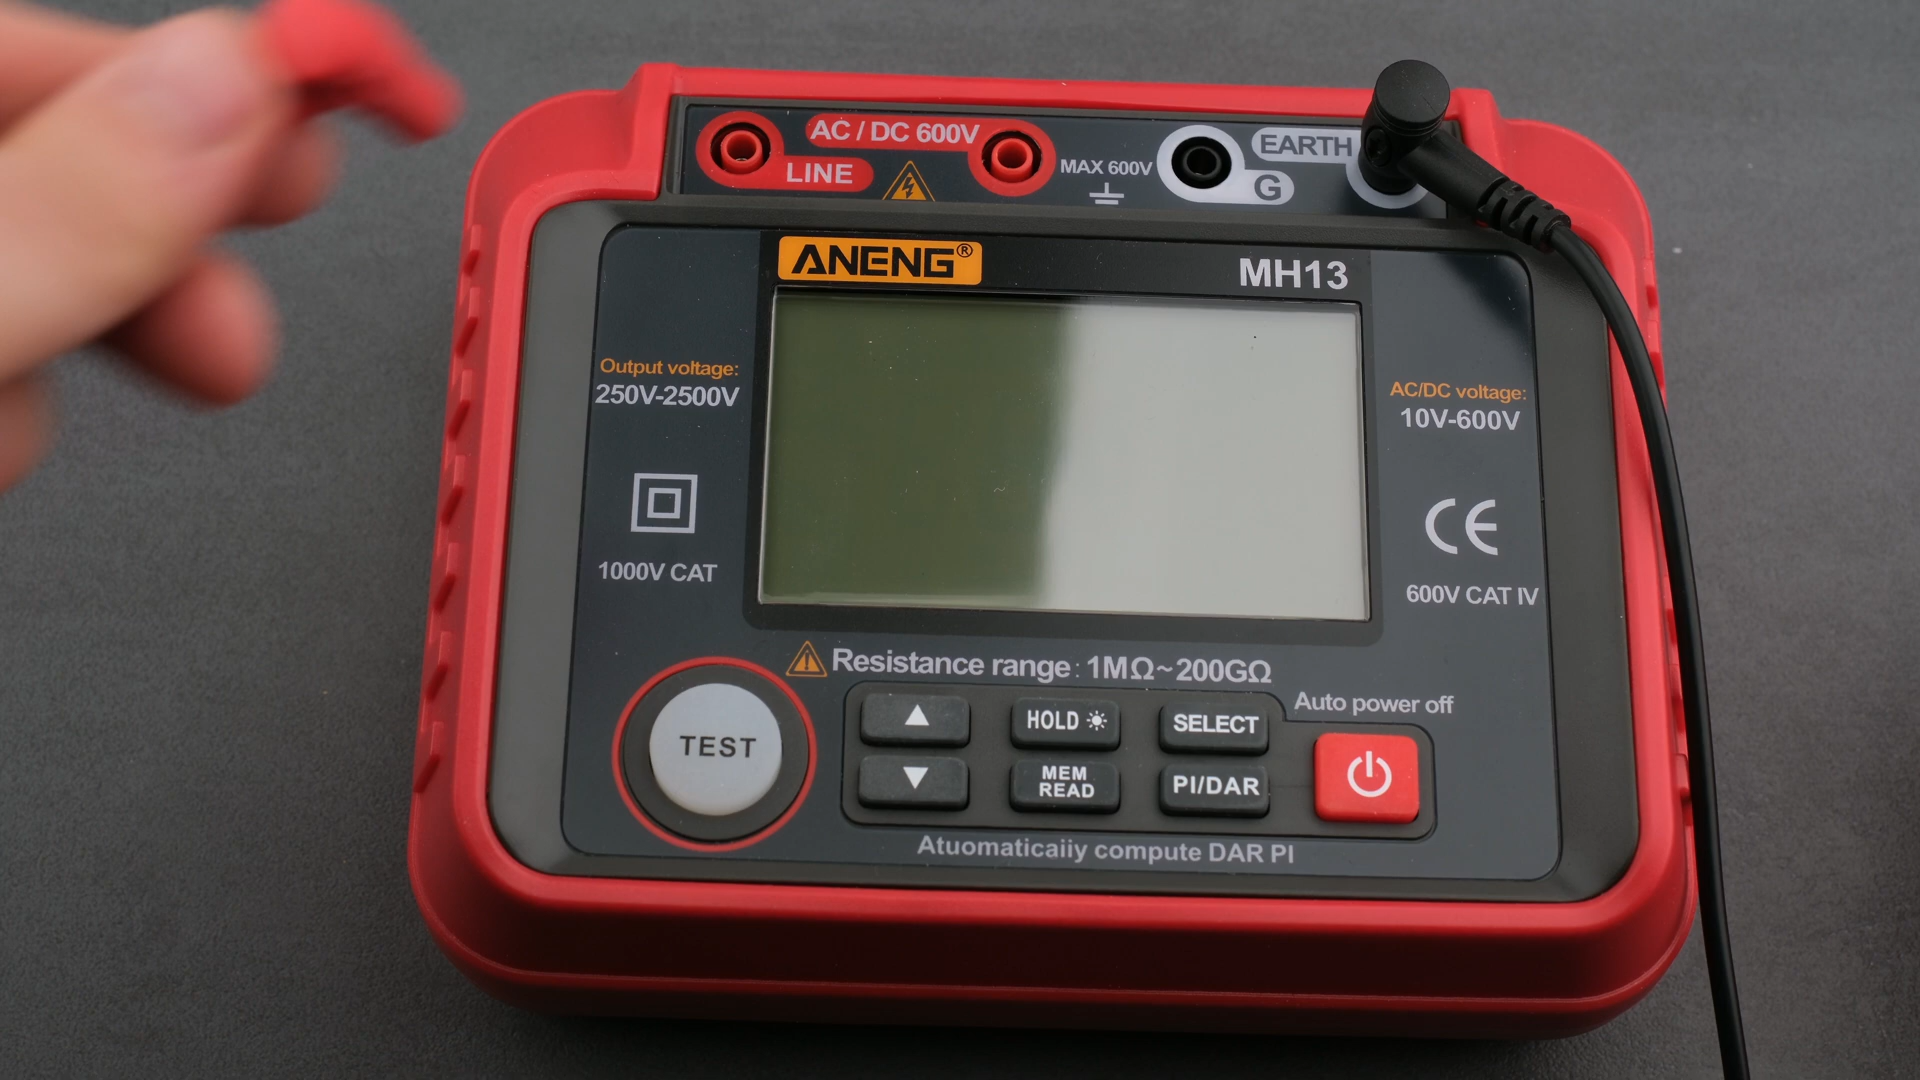 AC / DC 600V
LINE
MAX 600V
EARTH
G
ANENG®
MH13
Output voltage:
250V-2500V
AC/DC voltage:
10V-600V
1000V CAT
CE
600V CAT IV
Resistance range: 1MΩ~200GΩ
Auto power off
TEST
HOLD
SELECT
MEM
READ
PI/DAR
Atuomaticaiiy compute DAR PI